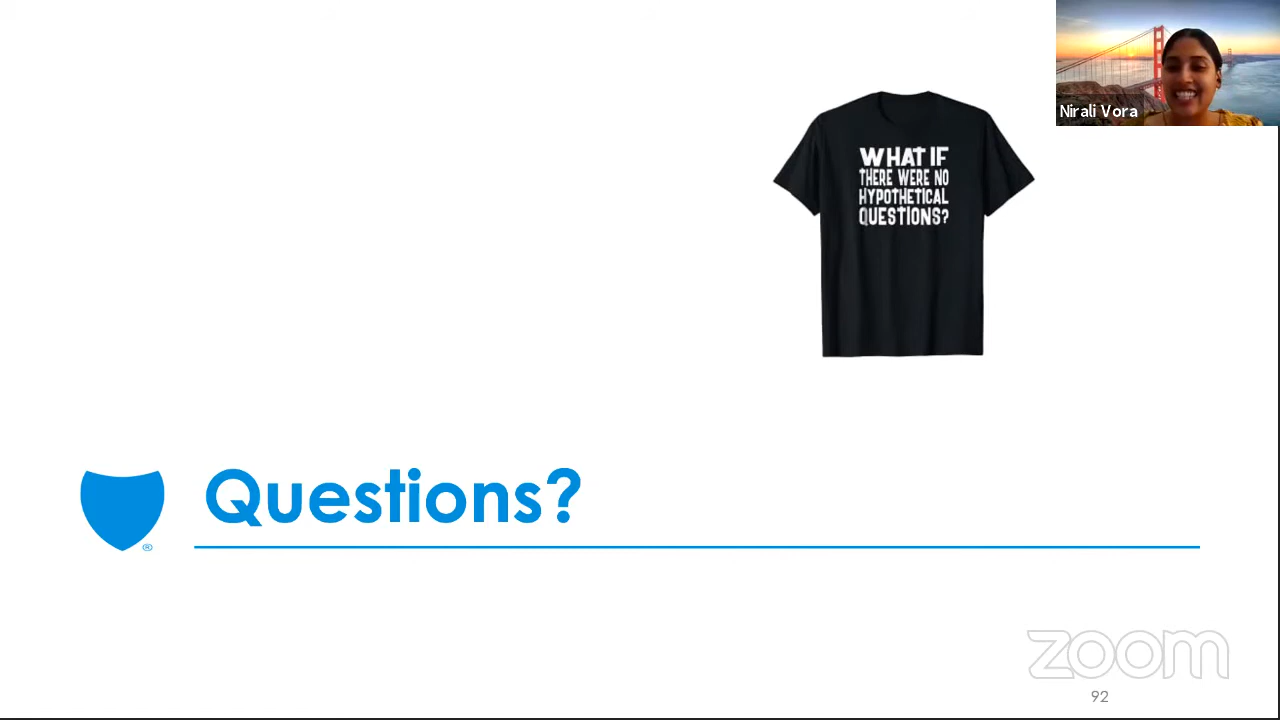 Nirali Vora
WHAT IF
THERE WERE NO
HYPOTHETICAL
QUESTIONS?
Questions?
®
zoom
92